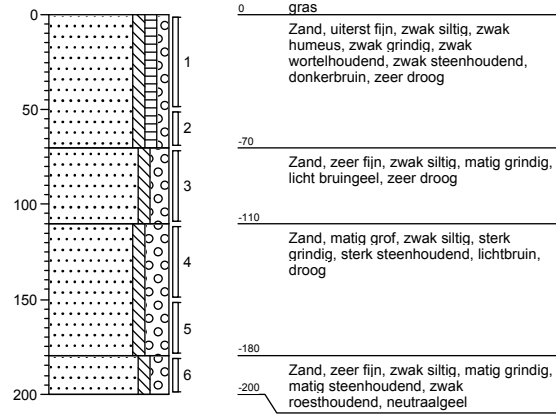 0
50
100
150
200
1
2
3
4
5
6
0 gras
Zand, uiterst fijn, zwak siltig, zwak
humeus, zwak grindig, zwak
wortelhoudend, zwak steenhoudend,
donkerbruin, zeer droog
-70
Zand, zeer fijn, zwak siltig, matig grindig,
licht bruingeel, zeer droog
-110
Zand, matig grof, zwak siltig, sterk
grindig, sterk steenhoudend, lichtbruin,
droog
-180
Zand, zeer fijn, zwak siltig, matig grindig,
matig steenhoudend, zwak
-200
roesthoudend, neutraalgeel